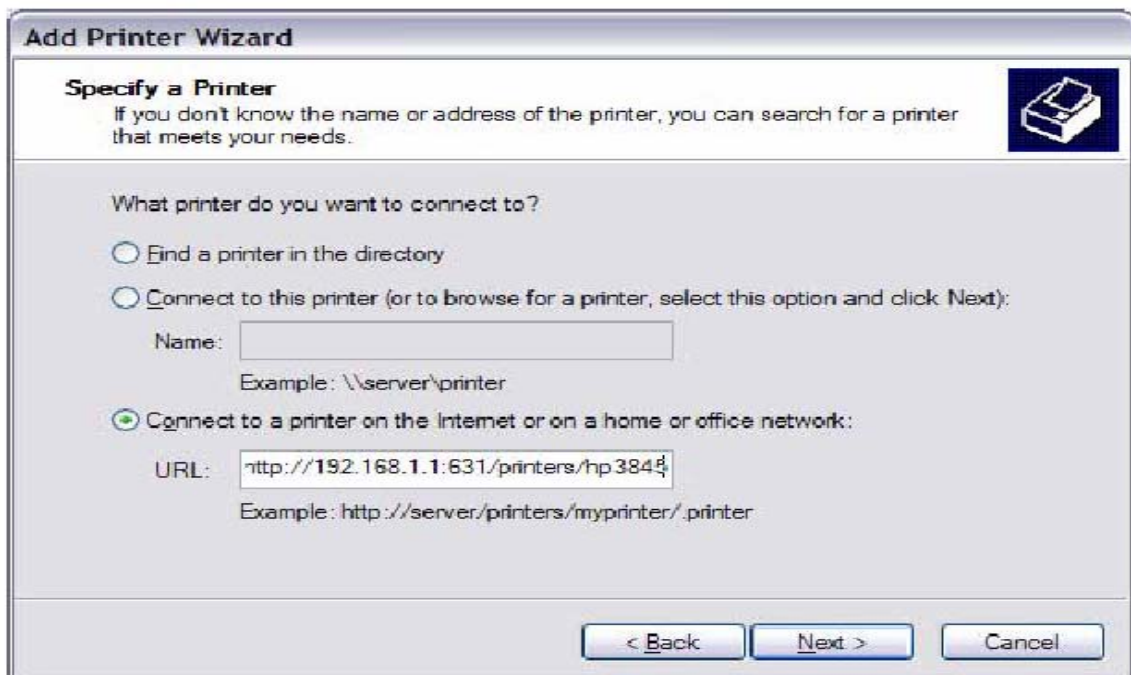 Add Printer Wizard
Specify a Printer
If you don't know the name or address of the printer, you can search for a printer
that meets your needs.
What printer do you want to connect to?
Find a printer in the directory
Connect to this printer (or to browse for a printer, select this option and click Next):
Name:
Example: \\server\printer
Connect to a printer on the Internet or on a home or office network:
URL: http://192.168.1.1:631/printers/hp3845
Example: http://server/printers/myprinter/.printer
< Back Next > Cancel